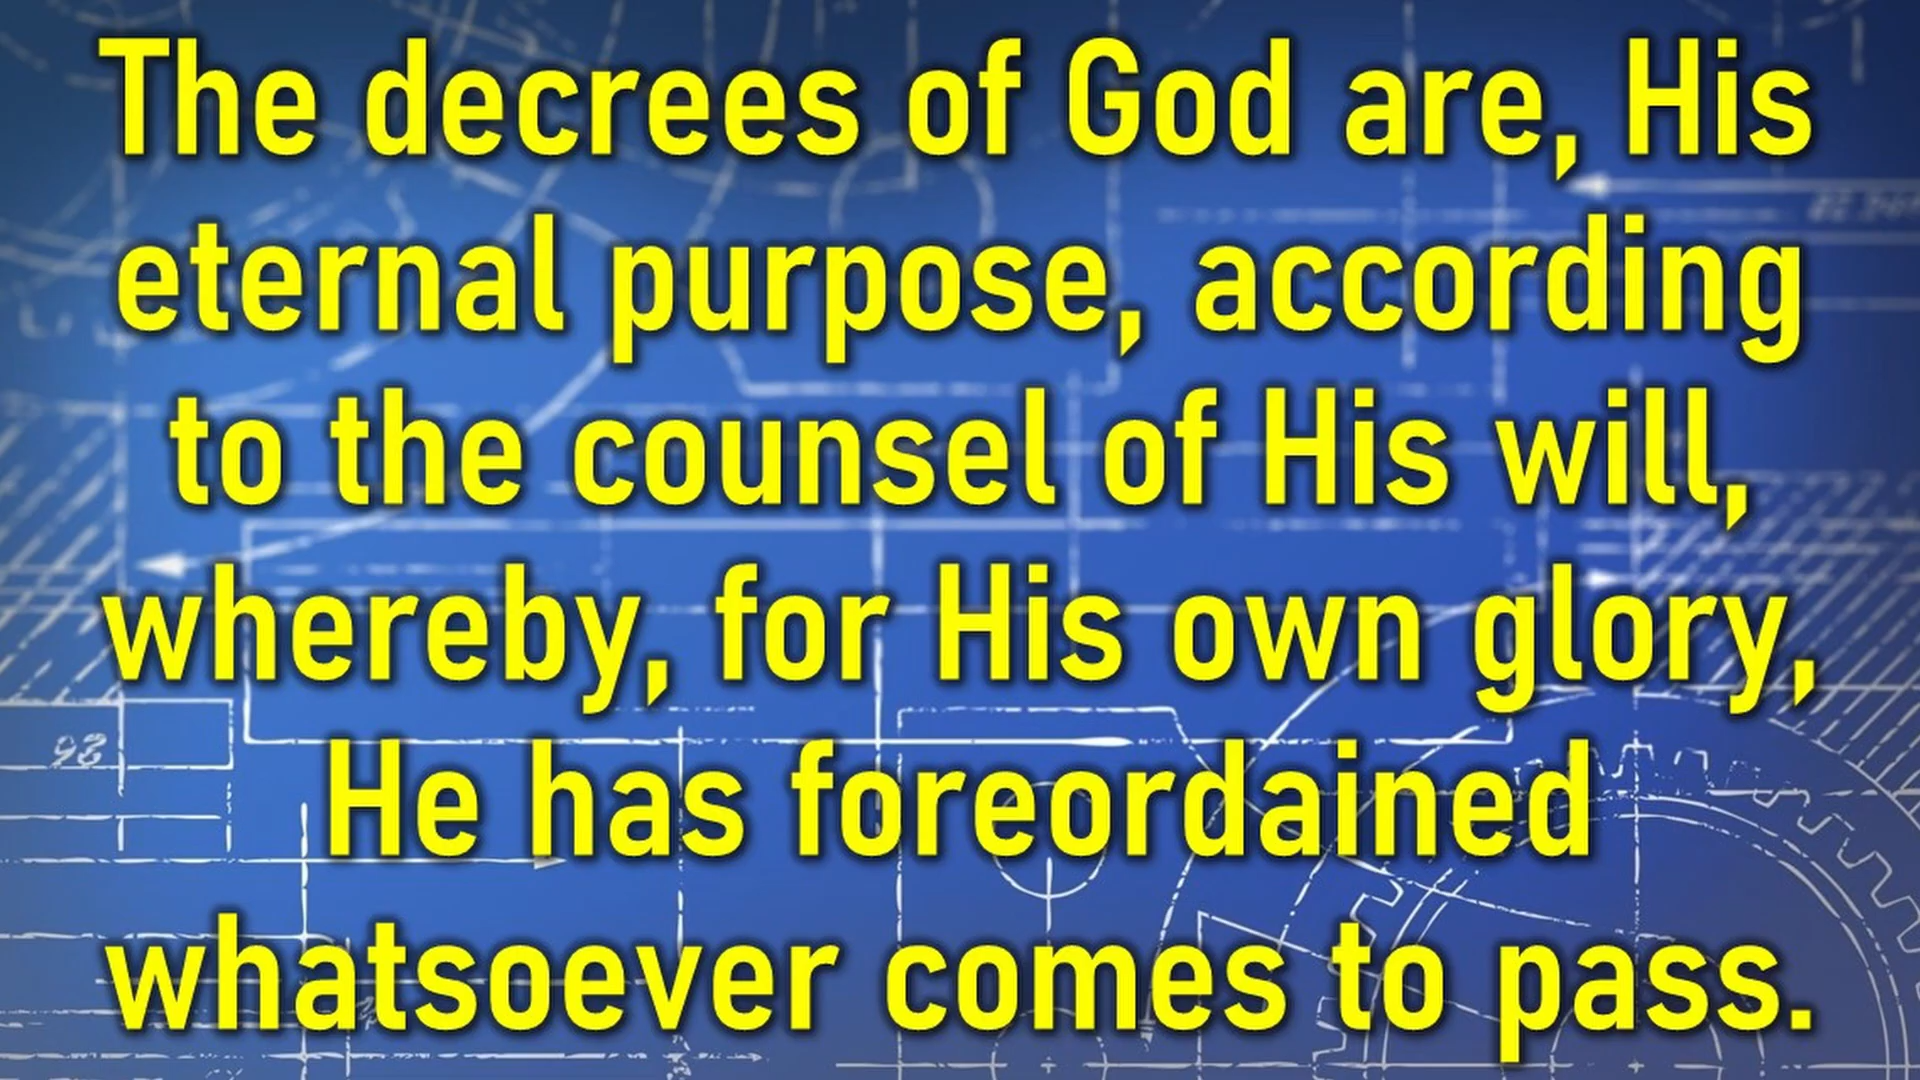 The decrees of God are, His
eternal purpose, according
to the counsel of His will,
whereby, for His own glory,
He has foreordained
whatsoever comes to pass.